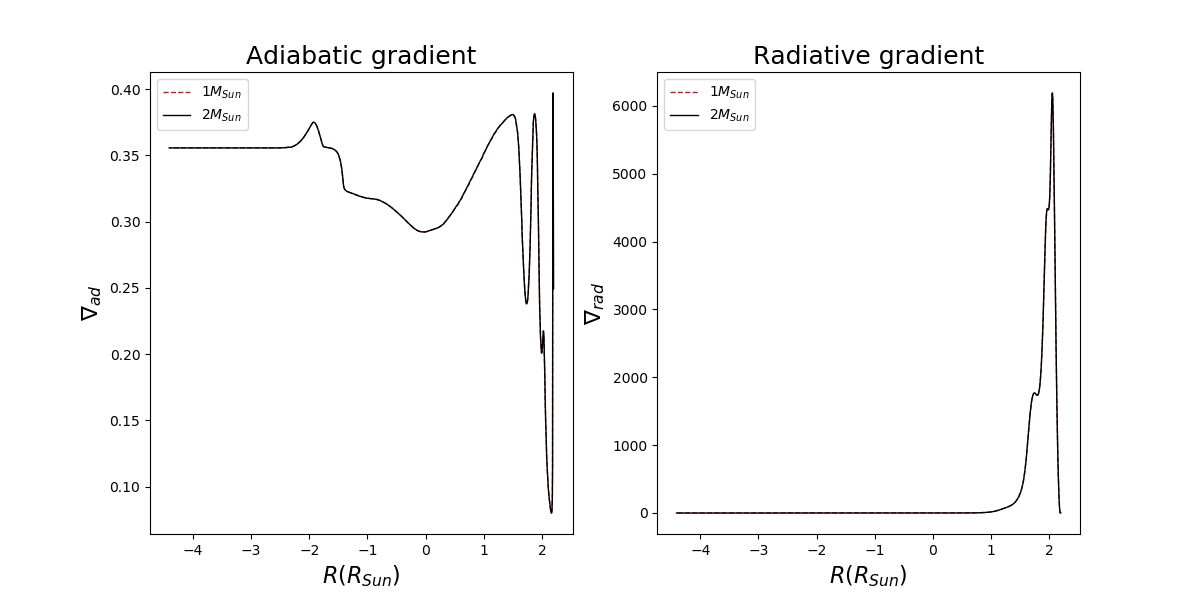 Adiabatic gradient
1M_Sun
2M_Sun
0.40
0.35
0.30
0.25
0.20
0.15
0.10
∇_ad
−4
−3
−2
−1
0
1
2
R(R_Sun)
Radiative gradient
1M_Sun
2M_Sun
6000
5000
4000
3000
2000
1000
0
∇_rad
−4
−3
−2
−1
0
1
2
R(R_Sun)